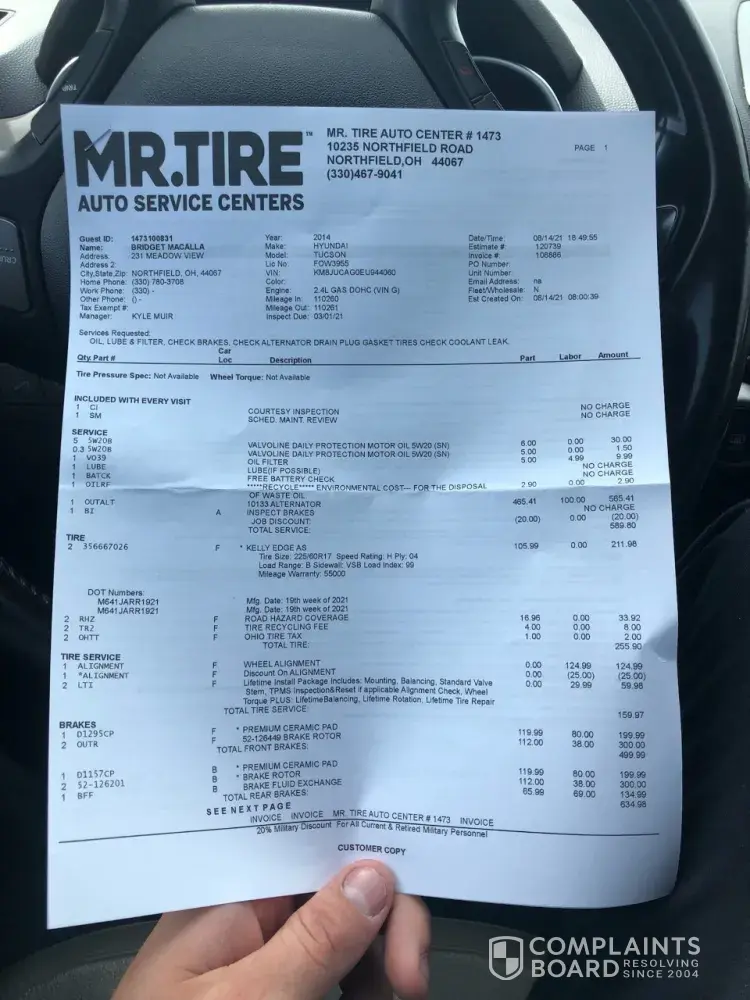 MR.TIRE™
AUTO SERVICE CENTERS
MR. TIRE AUTO CENTER # 1473
10235 NORTHFIELD ROAD
NORTHFIELD,OH 44067
(330)467-9041
PAGE 1
Guest ID: 1473100831 Year: 2014 Date/Time: 08/14/21 18:49:55
Name: BRIDGET MACALLA Make: HYUNDAI Estimate # 120739
Address: 231 MEADOW VIEW Model: TUCSON Invoice #: 108886
Address 2: Lic No: FOW3955 PO Number:
City,State,Zip: NORTHFIELD, OH, 44067 VIN: KM8JUCAG0EU944060 Unit Number:
Home Phone: (330) 780-3708 Color: Email Address: na
Work Phone: (330) - Engine: 2.4L GAS DOHC (VIN G) Fleet/Wholesale: N
Other Phone: () - Mileage In: 110260 Est Created On: 08/14/21 08:00:39
Tax Exempt #: Mileage Out: 110261
Manager: KYLE MUIR Inspect Due: 03/01/21
Services Requested:
OIL, LUBE & FILTER, CHECK BRAKES. CHECK ALTERNATOR DRAIN PLUG GASKET TIRES CHECK COOLANT LEAK.
Qty. Part # Car Loc Description Part Labor Amount
Tire Pressure Spec: Not Available Wheel Torque: Not Available
INCLUDED WITH EVERY VISIT
1 CI COURTESY INSPECTION NO CHARGE
1 SM SCHED. MAINT. REVIEW NO CHARGE
SERVICE
5 5W20B VALVOLINE DAILY PROTECTION MOTOR OIL 5W20 (SN) 6.00 0.00 30.00
0.3 5W20B VALVOLINE DAILY PROTECTION MOTOR OIL 5W20 (SN) 5.00 0.00 1.50
1 VO39 OIL FILTER 5.00 4.99 9.99
1 LUBE LUBE(IF POSSIBLE) NO CHARGE
1 BATCK FREE BATTERY CHECK NO CHARGE
1 OILRF *****RECYCLE***** ENVIRONMENTAL COST--- FOR THE DISPOSAL 2.90 0.00 2.90
OF WASTE OIL
1 OUTALT 10133 ALTERNATOR 465.41 100.00 565.41
1 BI A INSPECT BRAKES NO CHARGE
JOB DISCOUNT: (20.00) 0.00 (20.00)
TOTAL SERVICE: 589.80
TIRE
2 356667026 F * KELLY EDGE AS 105.99 0.00 211.98
Tire Size: 225/60R17 Speed Rating: H Ply: 04
Load Range: B Sidewall: VSB Load Index: 99
Mileage Warranty: 55000
DOT Numbers:
M641JARR1921 Mfg. Date: 19th week of 2021
M641JARR1921 Mfg. Date: 19th week of 2021
2 RHZ F ROAD HAZARD COVERAGE 16.96 0.00 33.92
2 TRZ F TIRE RECYCLING FEE 4.00 0.00 8.00
2 OHTT F OHIO TIRE TAX 1.00 0.00 2.00
TOTAL TIRE: 255.90
TIRE SERVICE
1 ALIGNMENT F WHEEL ALIGNMENT 0.00 124.99 124.99
1 *ALIGNMENT F Discount On ALIGNMENT 0.00 (25.00) (25.00)
2 LTI F Lifetime Install Package Includes: Mounting, Balancing, Standard Valve 0.00 29.99 59.98
Stem, TPMS Inspection&Reset if applicable Alignment Check, Wheel
Torque PLUS: LifetimeBalancing, Lifetime Rotation, Lifetime Tire Repair
TOTAL TIRE SERVICE: 159.97
BRAKES
1 D1295CP F * PREMIUM CERAMIC PAD 119.99 80.00 199.99
2 OUTR F 52-126449 BRAKE ROTOR 112.00 38.00 300.00
TOTAL FRONT BRAKES: 499.99
1 D1157CP B * PREMIUM CERAMIC PAD 119.99 80.00 199.99
2 52-126201 B * BRAKE ROTOR 112.00 38.00 300.00
1 BFF B BRAKE FLUID EXCHANGE 65.99 69.00 134.99
TOTAL REAR BRAKES: 634.98
SEE NEXT PAGE
INVOICE INVOICE MR. TIRE AUTO CENTER # 1473 INVOICE
20% Military Discount For All Current & Retired Military Personnel
CUSTOMER COPY
COMPLAINTS
BOARD RESOLVING SINCE 2004